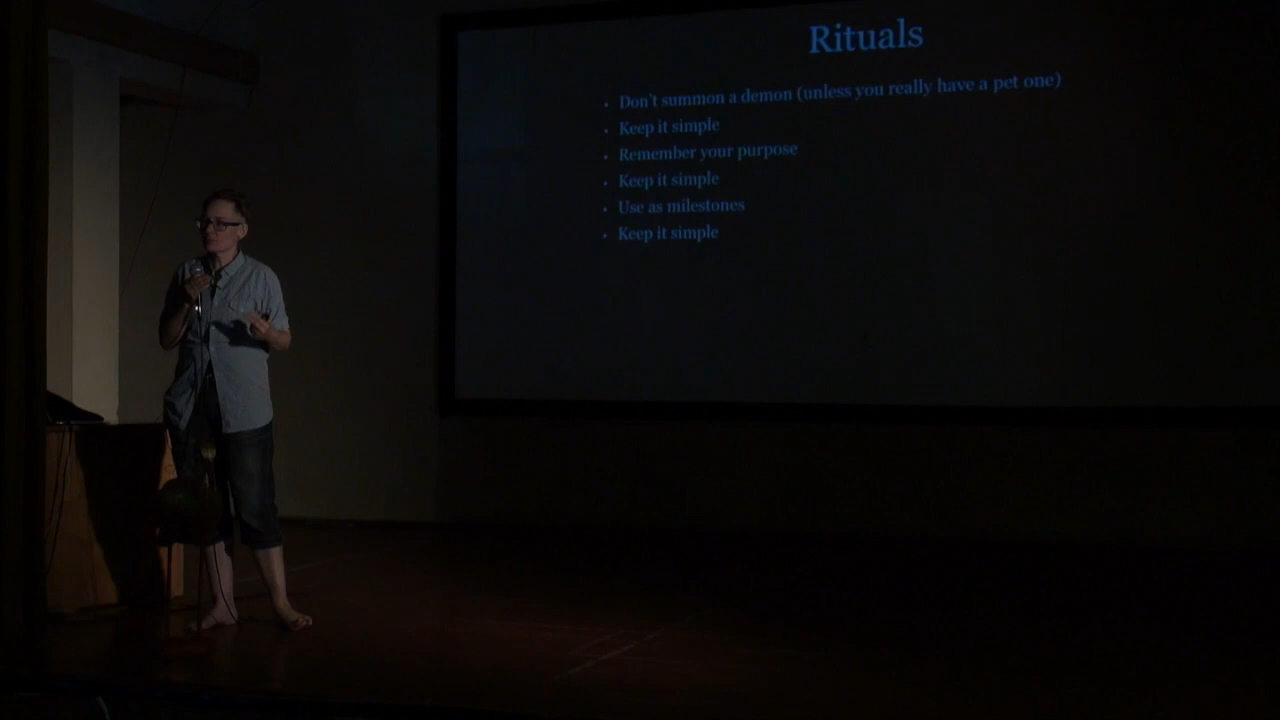 Rituals
• Don't summon a demon (unless you really have a pet one)
• Keep it simple
• Remember your purpose
• Keep it simple
• Use as milestones
• Keep it simple